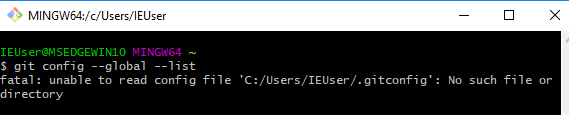 MINGW64:/c/Users/IEUser
IEUser@MSEDGEWIN10 MINGW64 ~
$ git config --global --list
fatal: unable to read config file 'C:/Users/IEUser/.gitconfig': No such file or
directory